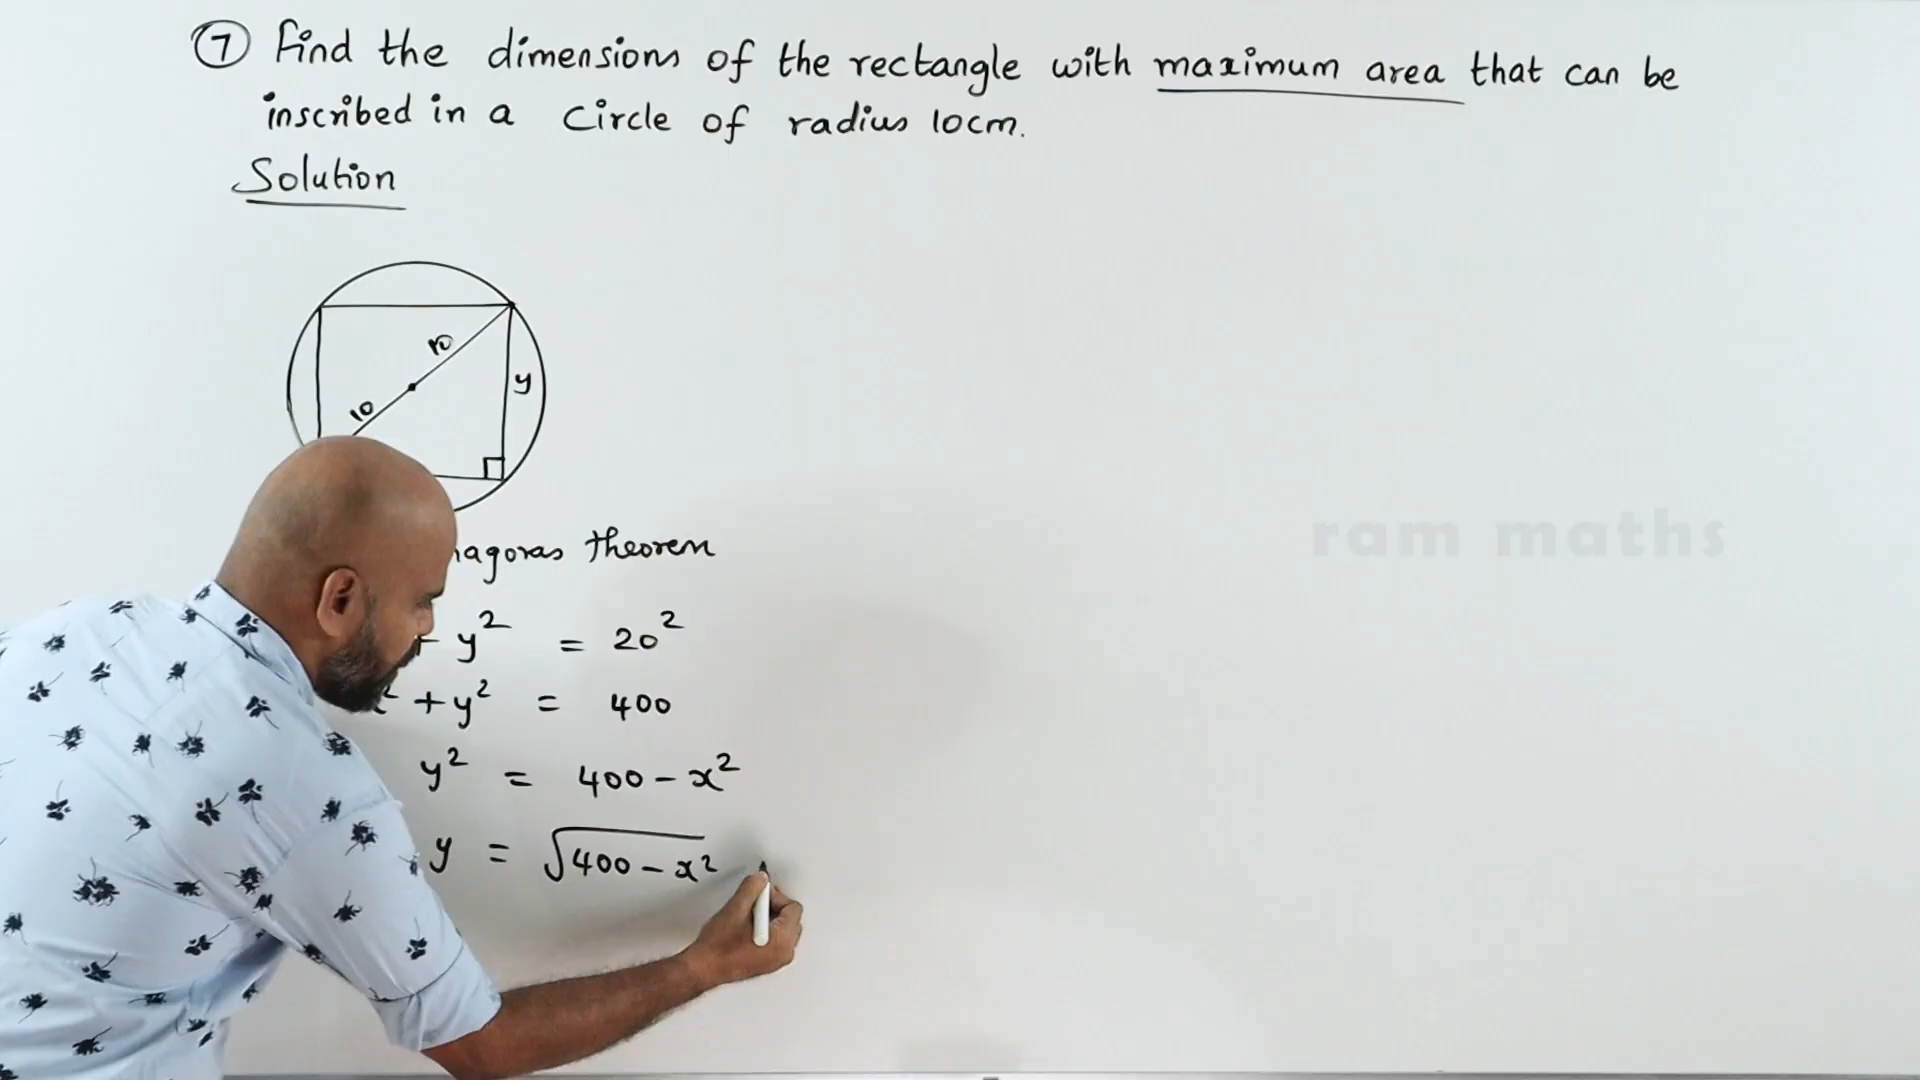 7 Find the dimensions of the rectangle with maximum area that can be
inscribed in a circle of radius 10cm.
Solution
10
y
10
theorem
+ y² = 20²
² + y² = 400
y² = 400 - x²
y = √400 - x²
ram maths